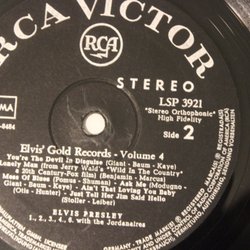 RCA VICTOR
RCA
STEREO
LSP 3921
"Stereo Orthophonic"
High Fidelity
Side 2
Elvis' Gold Records - Volume 4
You're The Devil In Disguise (Giant - Baum - Kaye)
Lonely Man (from Jerry Wald's "Wild In The Country"
a 20th Century-Fox film) (Benjamin - Marcus)
Mess Of Blues (Pomus - Shuman) - Ask Me (Modugno -
Giant - Baum - Kaye) - Ain't That Loving You Baby
(Otis - Hunter) - Just Tell Her Jim Said Hello
(Stoller - Leiber)
ELVIS PRESLEY
1., 2., 3., 4., 6. with the Jordanaires